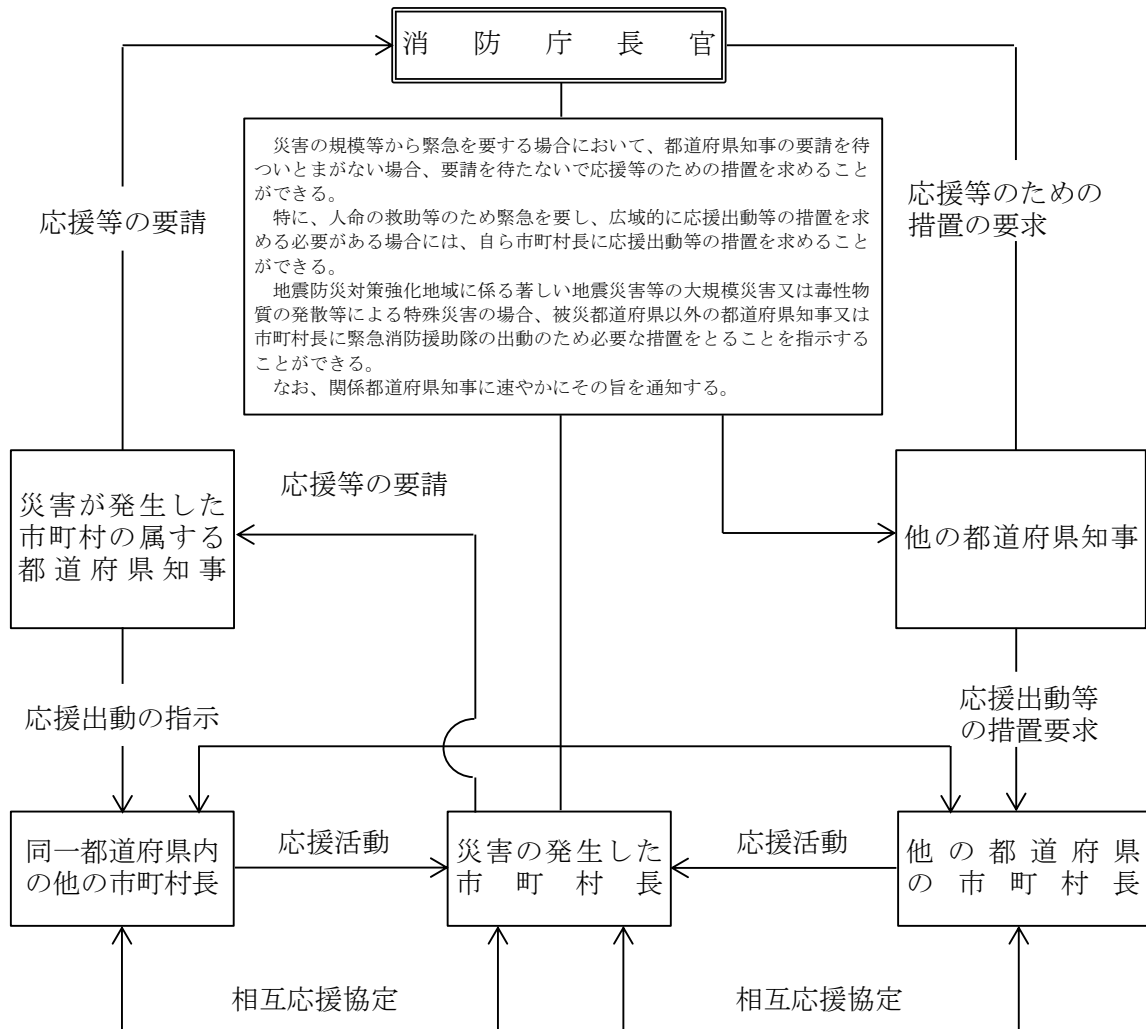 消防庁長官
災害の規模等から緊急を要する場合において、都道府県知事の要請を待
ついとまがない場合、要請を待たないで応援等のための措置を求めること
ができる。
特に、人命の救助等のため緊急を要し、広域的に応援出動等の措置を求
める必要がある場合には、自ら市町村長に応援出動等の措置を求めること
ができる。
地震防災対策強化地域に係る著しい地震災害等の大規模災害又は毒性物
質の発散等による特殊災害の場合、被災都道府県以外の都道府県知事又は
市町村長に緊急消防援助隊の出動のため必要な措置をとることを指示する
ことができる。
なお、関係都道府県知事に速やかにその旨を通知する。
応援等の要請
応援等のための
措置の要求
災害が発生した
市町村の属する
都道府県知事
応援等の要請
他の都道府県知事
応援出動の指示
応援出動等
の措置要求
同一都道府県内
の他の市町村長
応援活動
災害の発生した
市町村長
応援活動
他の都道府県
の市町村長
相互応援協定
相互応援協定